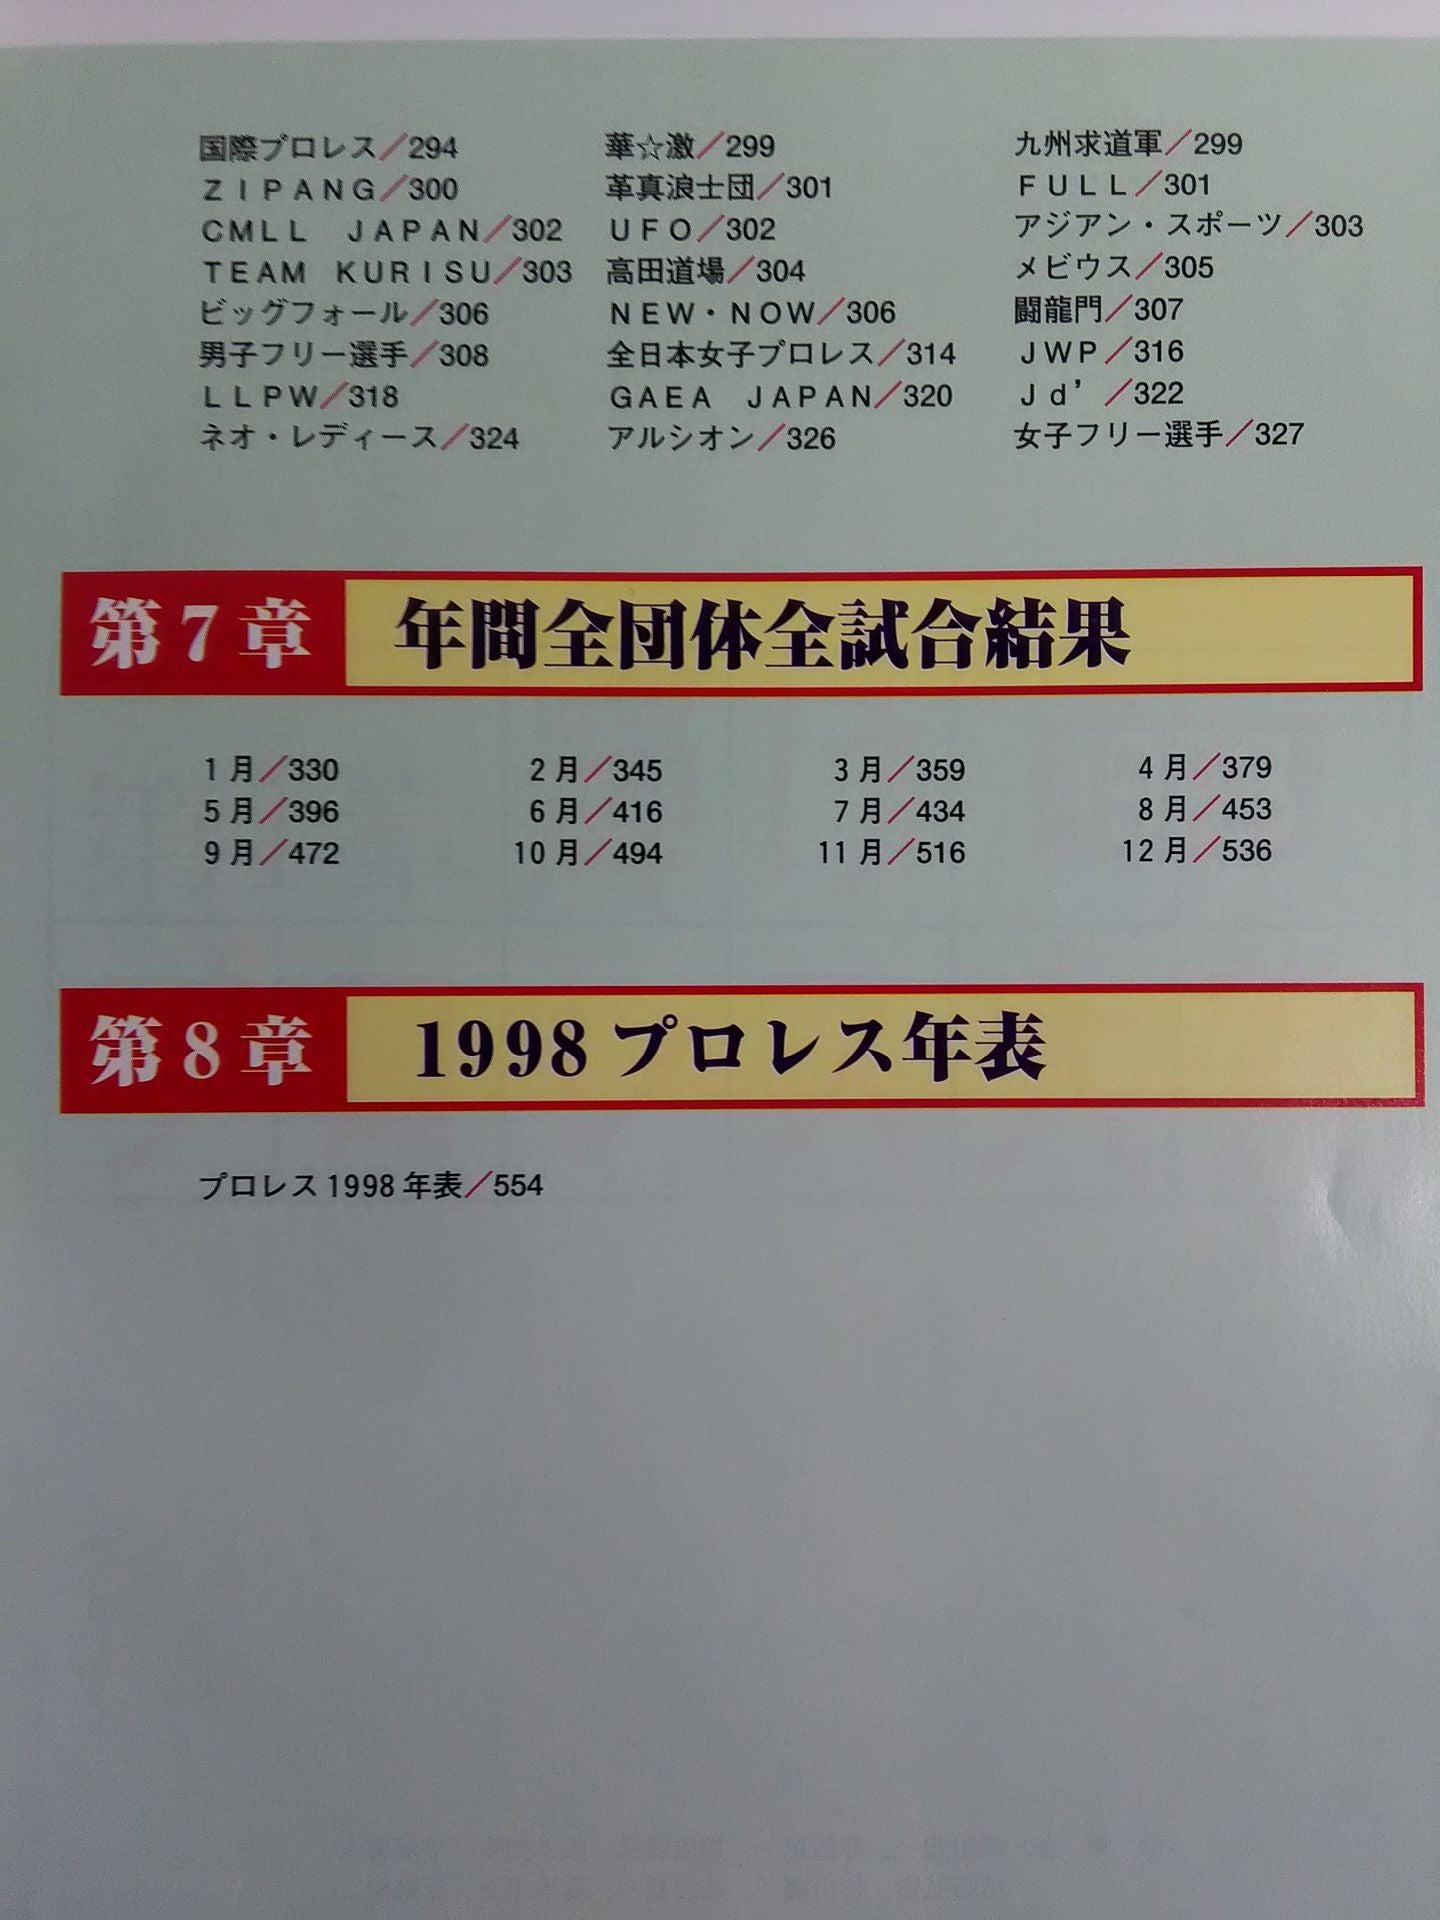 国際プロレス／294　華☆激／299　九州求道軍／299
ＺＩＰＡＮＧ／300　革真浪士団／301　ＦＵＬＬ／301
ＣＭＬＬ　ＪＡＰＡＮ／302　ＵＦＯ／302　アジアン・スポーツ／303
ＴＥＡＭ　ＫＵＲＩＳＵ／303　高田道場／304　メビウス／305
ビッグフォール／306　ＮＥＷ・ＮＯＷ／306　闘龍門／307
男子フリー選手／308　全日本女子プロレス／314　ＪＷＰ／316
ＬＬＰＷ／318　ＧＡＥＡ　ＪＡＰＡＮ／320　Ｊｄ’／322
ネオ・レディース／324　アルシオン／326　女子フリー選手／327
第7章　年間全団体全試合結果
1月／330　2月／345　3月／359　4月／379
5月／396　6月／416　7月／434　8月／453
9月／472　10月／494　11月／516　12月／536
第8章　1998プロレス年表
プロレス1998年表／554